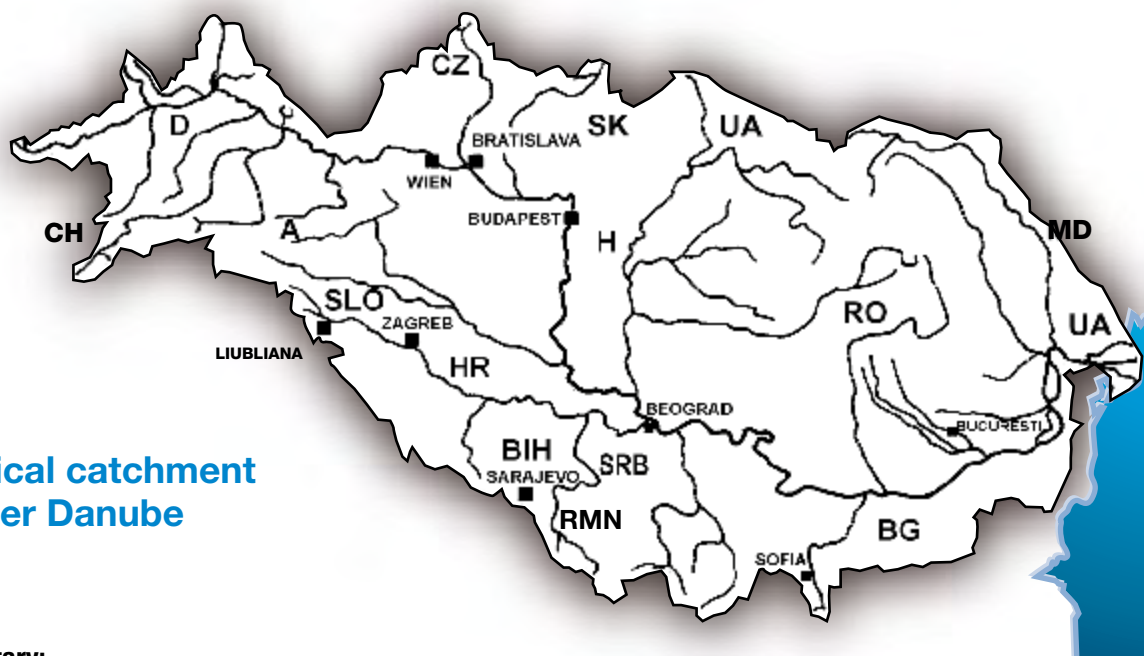 CZ
D
SK
UA
BRATISLAVA
WIEN
BUDAPEST
CH
A
H
MD
SLO
ZAGREB
RO
UA
LIUBLIANA
HR
BEOGRAD
BUCURESTI
BIH
SARAJEVO
SRB
RMN
BG
SOFIA
ical catchment
er Danube